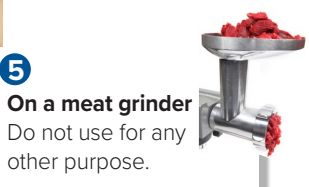 5
On a meat grinder
Do not use for any
other purpose.